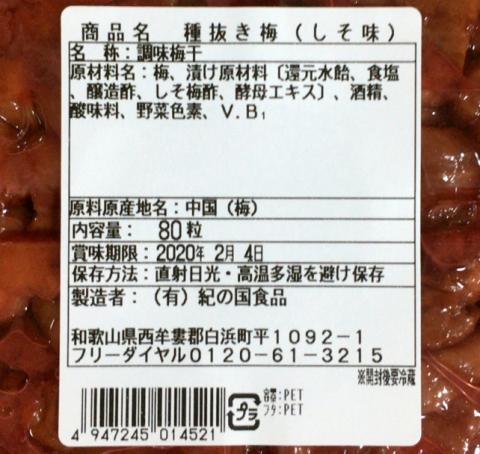 商品名　種抜き梅（しそ味）
名　称：調味梅干
原材料名：梅、漬け原材料〔還元水飴、食塩、醸造酢、しそ梅酢、酵母エキス〕、酒精、
酸味料、野菜色素、Ｖ.Ｂ₁
原料原産地名：中国（梅）
内容量：　80粒
賞味期限：2020年 2月 4日
保存方法：直射日光・高温多湿を避け保存
製造者：（有）紀の国食品
和歌山県西牟婁郡白浜町平１０９２－１
フリーダイヤル０１２０－６１－３２１５
※開封後要冷蔵
プラ
容器:PET
フタ:PET
4 947245 014521